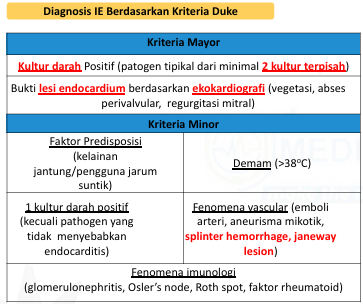 Diagnosis IE Berdasarkan Kriteria Duke
Kriteria Mayor
Kultur darah Positif (patogen tipikal dari minimal 2 kultur terpisah)
Bukti lesi endocardium berdasarkan ekokardiografi (vegetasi, abses
perivalvular, regurgitasi mitral)
Kriteria Minor
Faktor Predisposisi
(kelainan
jantung/pengguna jarum
suntik)
Demam (>38°C)
1 kultur darah positif
(kecuali pathogen yang
tidak menyebabkan
endocarditis)
Fenomena vascular (emboli
arteri, aneurisma mikotik,
splinter hemorrhage, janeway
lesion)
Fenomena imunologi
(glomerulonephritis, Osler's node, Roth spot, faktor rheumatoid)